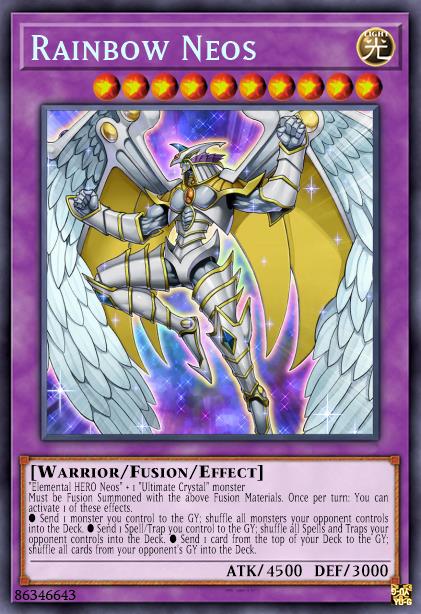 Rainbow Neos
LIGHT
光
[Warrior/Fusion/Effect]
"Elemental HERO Neos" + 1 "Ultimate Crystal" monster
Must be Fusion Summoned with the above Fusion Materials. Once per turn: You can
activate 1 of these effects.
● Send 1 monster you control to the GY; shuffle all monsters your opponent controls
into the Deck. ● Send 1 Spell/Trap you control to the GY; shuffle all Spells and Traps your
opponent controls into the Deck. ● Send 1 card from the top of your Deck to the GY;
shuffle all cards from your opponent's GY into the Deck.
ATK/4500 DEF/3000
86346643